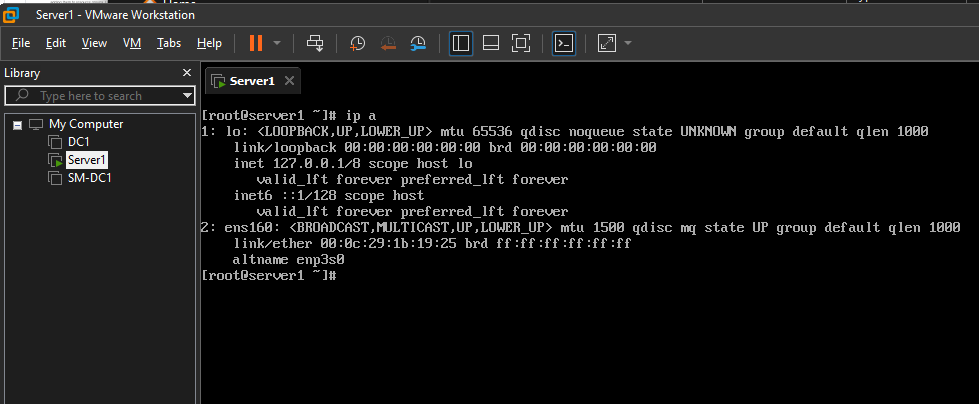 Server1 - VMware Workstation
File Edit View VM Tabs Help
Library
Server1
Type here to search
My Computer
DC1
Server1
SM-DC1
[root@server1 ~]# ip a
1: lo: <LOOPBACK,UP,LOWER_UP> mtu 65536 qdisc noqueue state UNKNOWN group default qlen 1000
link/loopback 00:00:00:00:00:00 brd 00:00:00:00:00:00
inet 127.0.0.1/8 scope host lo
valid_lft forever preferred_lft forever
inet6 ::1/128 scope host
valid_lft forever preferred_lft forever
2: ens160: <BROADCAST,MULTICAST,UP,LOWER_UP> mtu 1500 qdisc mq state UP group default qlen 1000
link/ether 00:0c:29:1b:19:25 brd ff:ff:ff:ff:ff:ff
altname enp3s0
[root@server1 ~]#